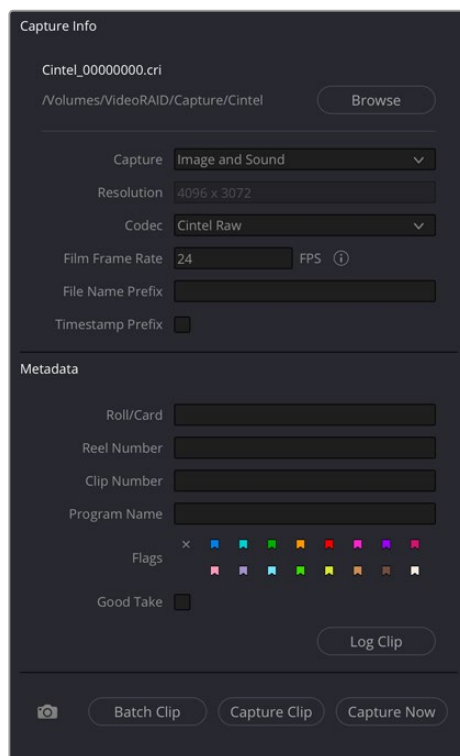 Capture Info
Cintel_00000000.cri
/Volumes/VideoRAID/Capture/Cintel Browse
Capture Image and Sound
Resolution 4096 x 3072
Codec Cintel Raw
Film Frame Rate 24 FPS
File Name Prefix
Timestamp Prefix
Metadata
Roll/Card
Reel Number
Clip Number
Program Name
Flags
Good Take
Log Clip
Batch Clip Capture Clip Capture Now